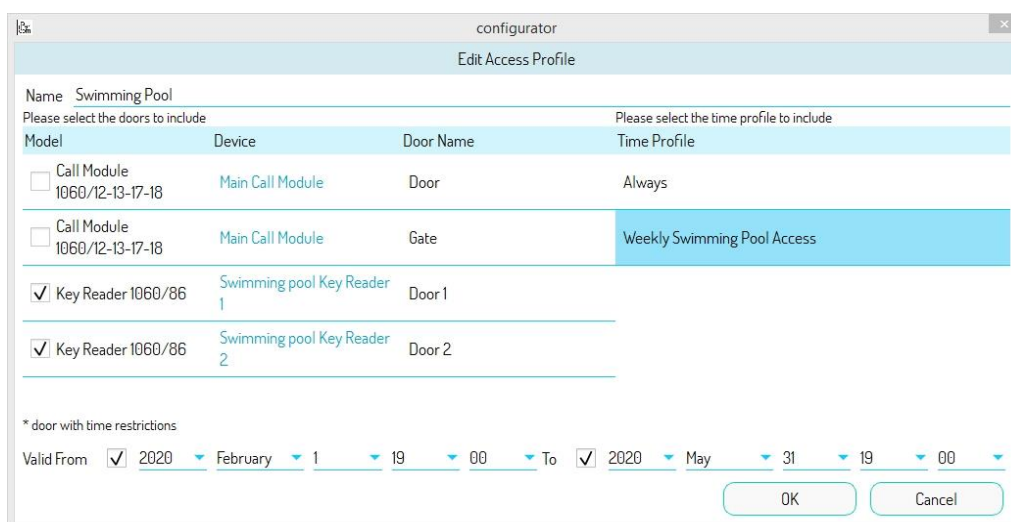 configurator
Edit Access Profile
Name Swimming Pool
Please select the doors to include
Please select the time profile to include
Model Device Door Name Time Profile
Call Module
1060/12-13-17-18
Main Call Module
Door
Always
Call Module
1060/12-13-17-18
Main Call Module
Gate
Weekly Swimming Pool Access
Key Reader 1060/86
Swimming pool Key Reader
1
Door 1
Key Reader 1060/86
Swimming pool Key Reader
2
Door 2
* door with time restrictions
Valid From 2020 February 1 19 00 To 2020 May 31 19 00
OK Cancel